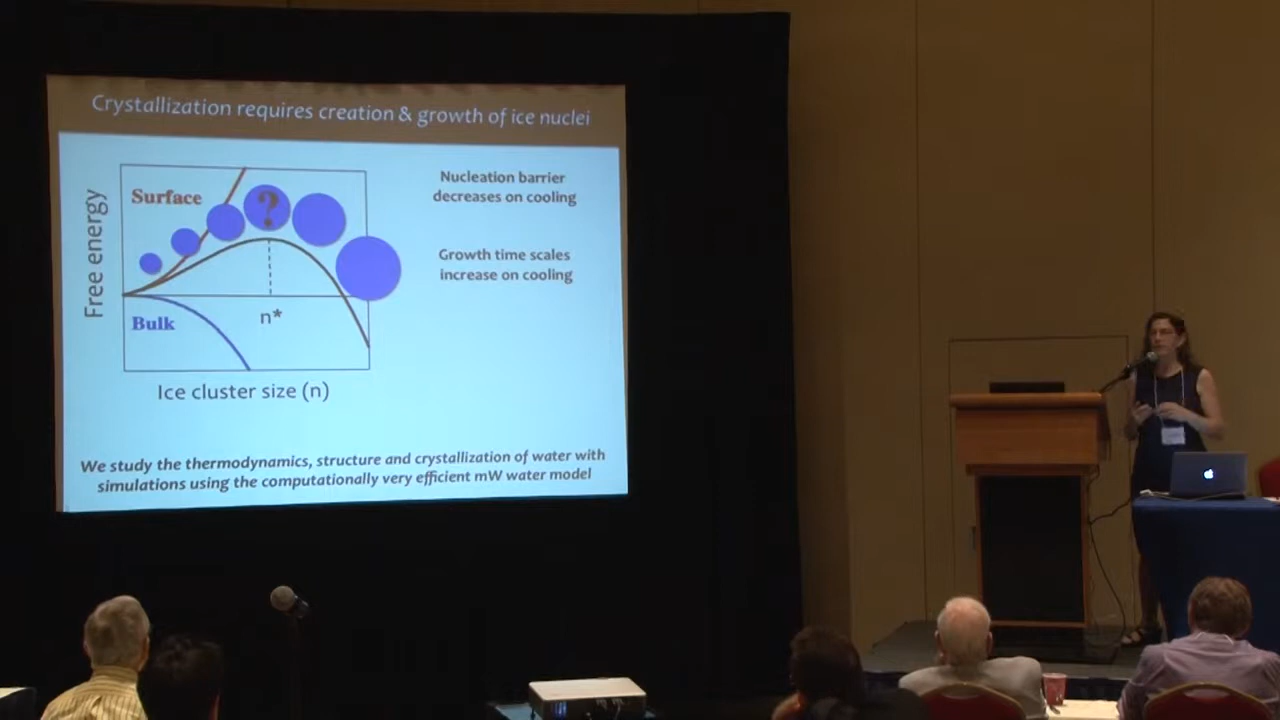 Crystallization requires creation & growth of ice nuclei
Surface
?
Free energy
Bulk
n*
Ice cluster size (n)
Nucleation barrier
decreases on cooling
Growth time scales
increase on cooling
We study the thermodynamics, structure and crystallization of water with
simulations using the computationally very efficient mW water model